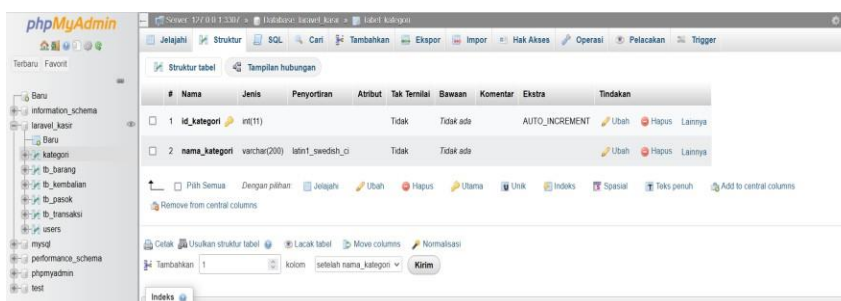 phpMyAdmin
Terbaru Favorit
Baru
information_schema
laravel_kasir
Baru
kategori
tb_barang
tb_kembalian
tb_pasok
tb_transaksi
users
mysql
performance_schema
phpmyadmin
test
Server: 127.0.0.1:3307 » Database: laravel_kasir » Tabel: kategori
Jelajahi Struktur SQL Cari Tambahkan Ekspor Impor Hak Akses Operasi Pelacakan Trigger
Struktur tabel Tampilan hubungan
# Nama Jenis Penyortiran Atribut Tak Ternilai Bawaan Komentar Ekstra Tindakan
1 id_kategori int(11) Tidak Tidak ada AUTO_INCREMENT Ubah Hapus Lainnya
2 nama_kategori varchar(200) latin1_swedish_ci Tidak Tidak ada Ubah Hapus Lainnya
Pilih Semua Dengan pilihan: Jelajahi Ubah Hapus Utama Unik Indeks Spasial Teks penuh Add to central columns
Remove from central columns
Cetak Usulkan struktur tabel Lacak tabel Move columns Normalisasi
Tambahkan 1 kolom setelah nama_kategori Kirim
Indeks